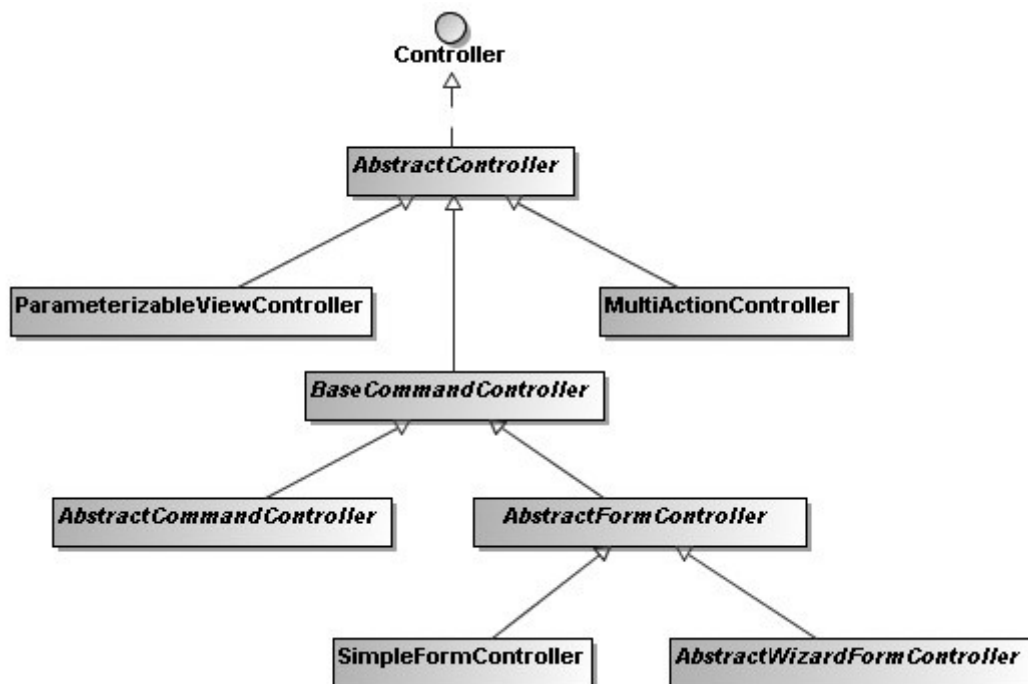 Controller
AbstractController
ParameterizableViewController
MultiActionController
BaseCommandController
AbstractCommandController
AbstractFormController
SimpleFormController
AbstractWizardFormController